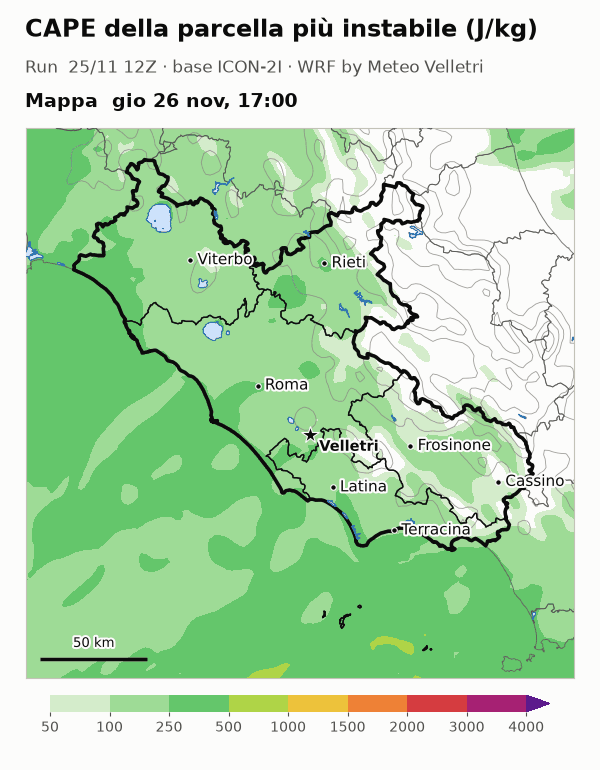 CAPE della parcella più instabile (J/kg)
Run  25/11 12Z · base ICON-2I · WRF by Meteo Velletri
Mappa  gio 26 nov, 17:00
Viterbo
Rieti
Roma
Velletri
Frosinone
Cassino
Latina
Terracina
50 km
50 100 250 500 1000 1500 2000 3000 4000